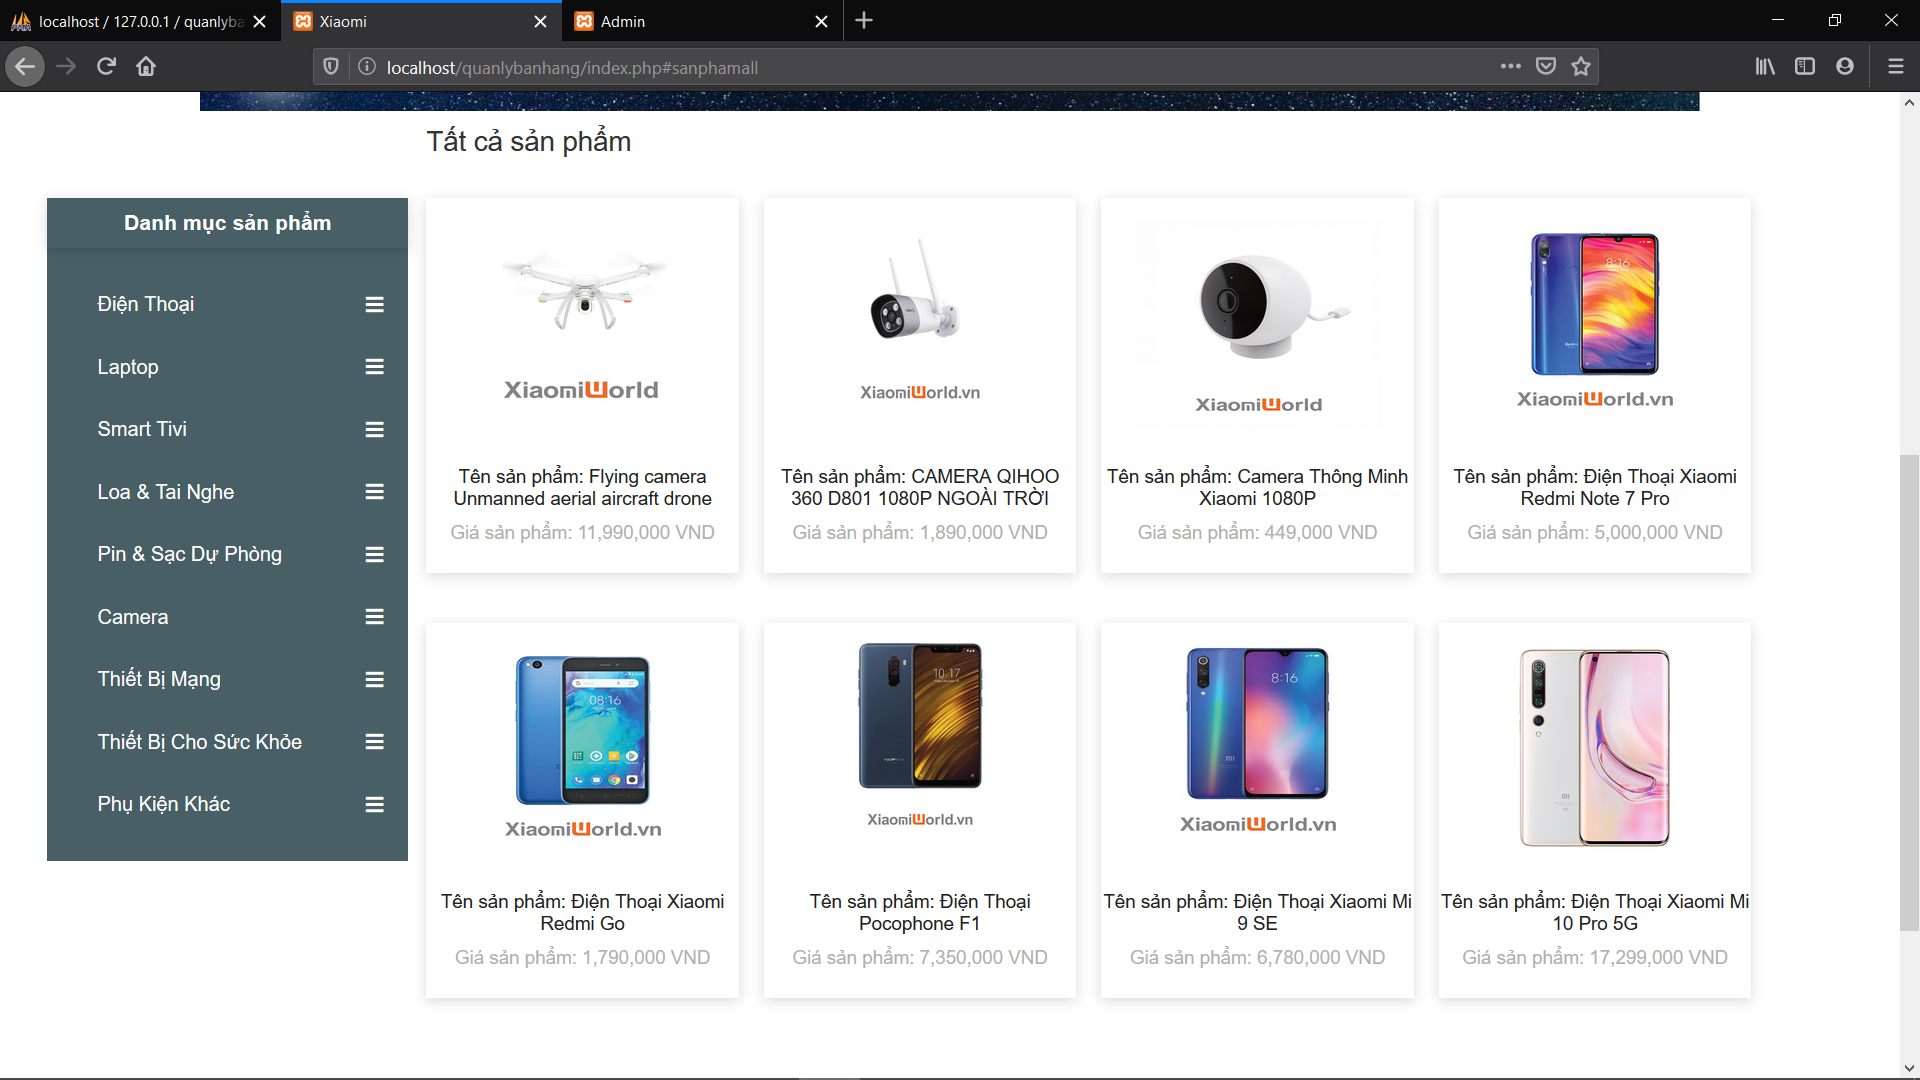 localhost / 127.0.0.1 / quanlyba
Xiaomi
Admin
localhost/quanlybanhang/index.php#sanphamall
Tất cả sản phẩm
Danh mục sản phẩm
Điện Thoại
Laptop
Smart Tivi
Loa & Tai Nghe
Pin & Sạc Dự Phòng
Camera
Thiết Bị Mạng
Thiết Bị Cho Sức Khỏe
Phụ Kiện Khác
XiaomiWorld
Tên sản phẩm: Flying camera
Unmanned aerial aircraft drone
Giá sản phẩm: 11,990,000 VND
XiaomiWorld.vn
Tên sản phẩm: CAMERA QIHOO
360 D801 1080P NGOÀI TRỜI
Giá sản phẩm: 1,890,000 VND
XiaomiWorld
Tên sản phẩm: Camera Thông Minh
Xiaomi 1080P
Giá sản phẩm: 449,000 VND
8:16
XiaomiWorld.vn
Tên sản phẩm: Điện Thoại Xiaomi
Redmi Note 7 Pro
Giá sản phẩm: 5,000,000 VND
08:16
XiaomiWorld.vn
Tên sản phẩm: Điện Thoại Xiaomi
Redmi Go
Giá sản phẩm: 1,790,000 VND
10:17
XiaomiWorld.vn
Tên sản phẩm: Điện Thoại
Pocophone F1
Giá sản phẩm: 7,350,000 VND
8:16
XiaomiWorld.vn
Tên sản phẩm: Điện Thoại Xiaomi Mi
9 SE
Giá sản phẩm: 6,780,000 VND
Tên sản phẩm: Điện Thoại Xiaomi Mi
10 Pro 5G
Giá sản phẩm: 17,299,000 VND